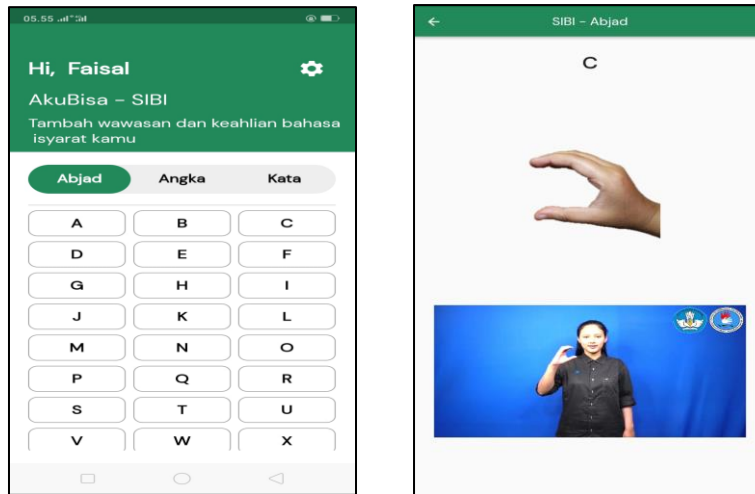 05.55
Hi, Faisal
AkuBisa – SIBI
Tambah wawasan dan keahlian bahasa
isyarat kamu
Abjad Angka Kata
A B C
D E F
G H I
J K L
M N O
P Q R
S T U
V W X
SIBI – Abjad
C